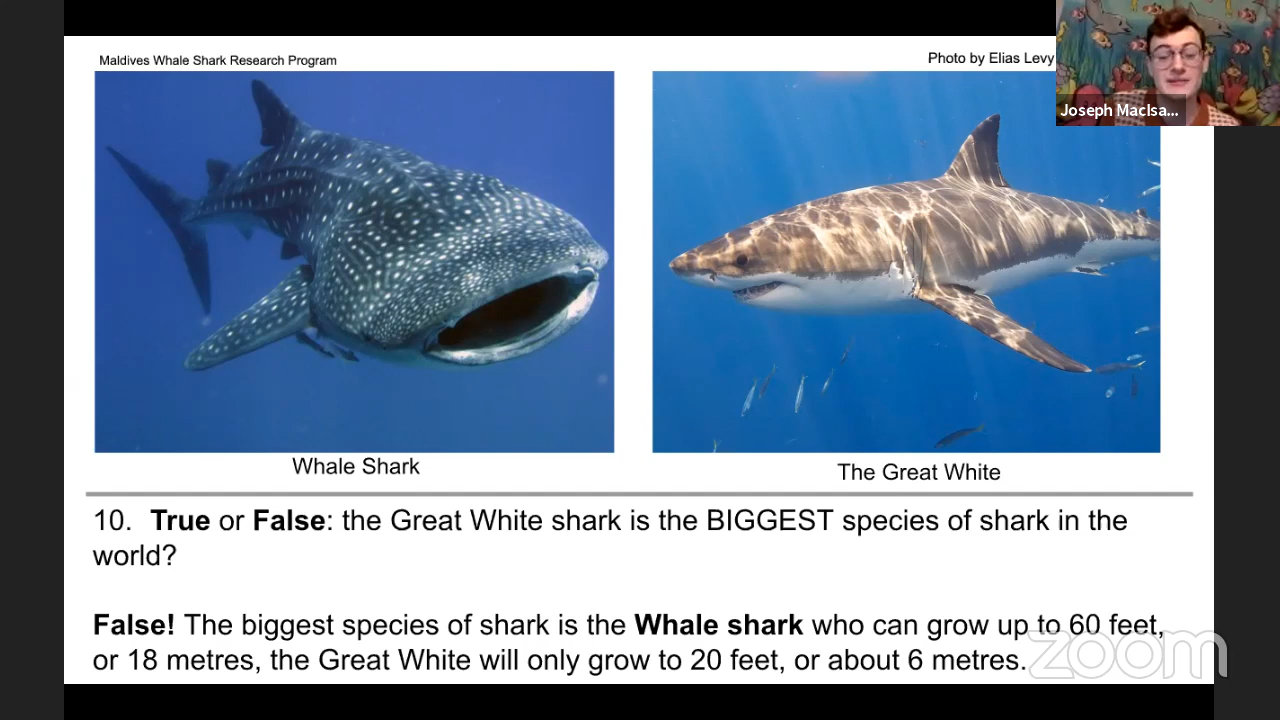 Maldives Whale Shark Research Program
Photo by Elias Levy
Joseph MacIsa...
Whale Shark
The Great White
10. True or False: the Great White shark is the BIGGEST species of shark in the
world?
False! The biggest species of shark is the Whale shark who can grow up to 60 feet,
or 18 metres, the Great White will only grow to 20 feet, or about 6 metres.
zoom